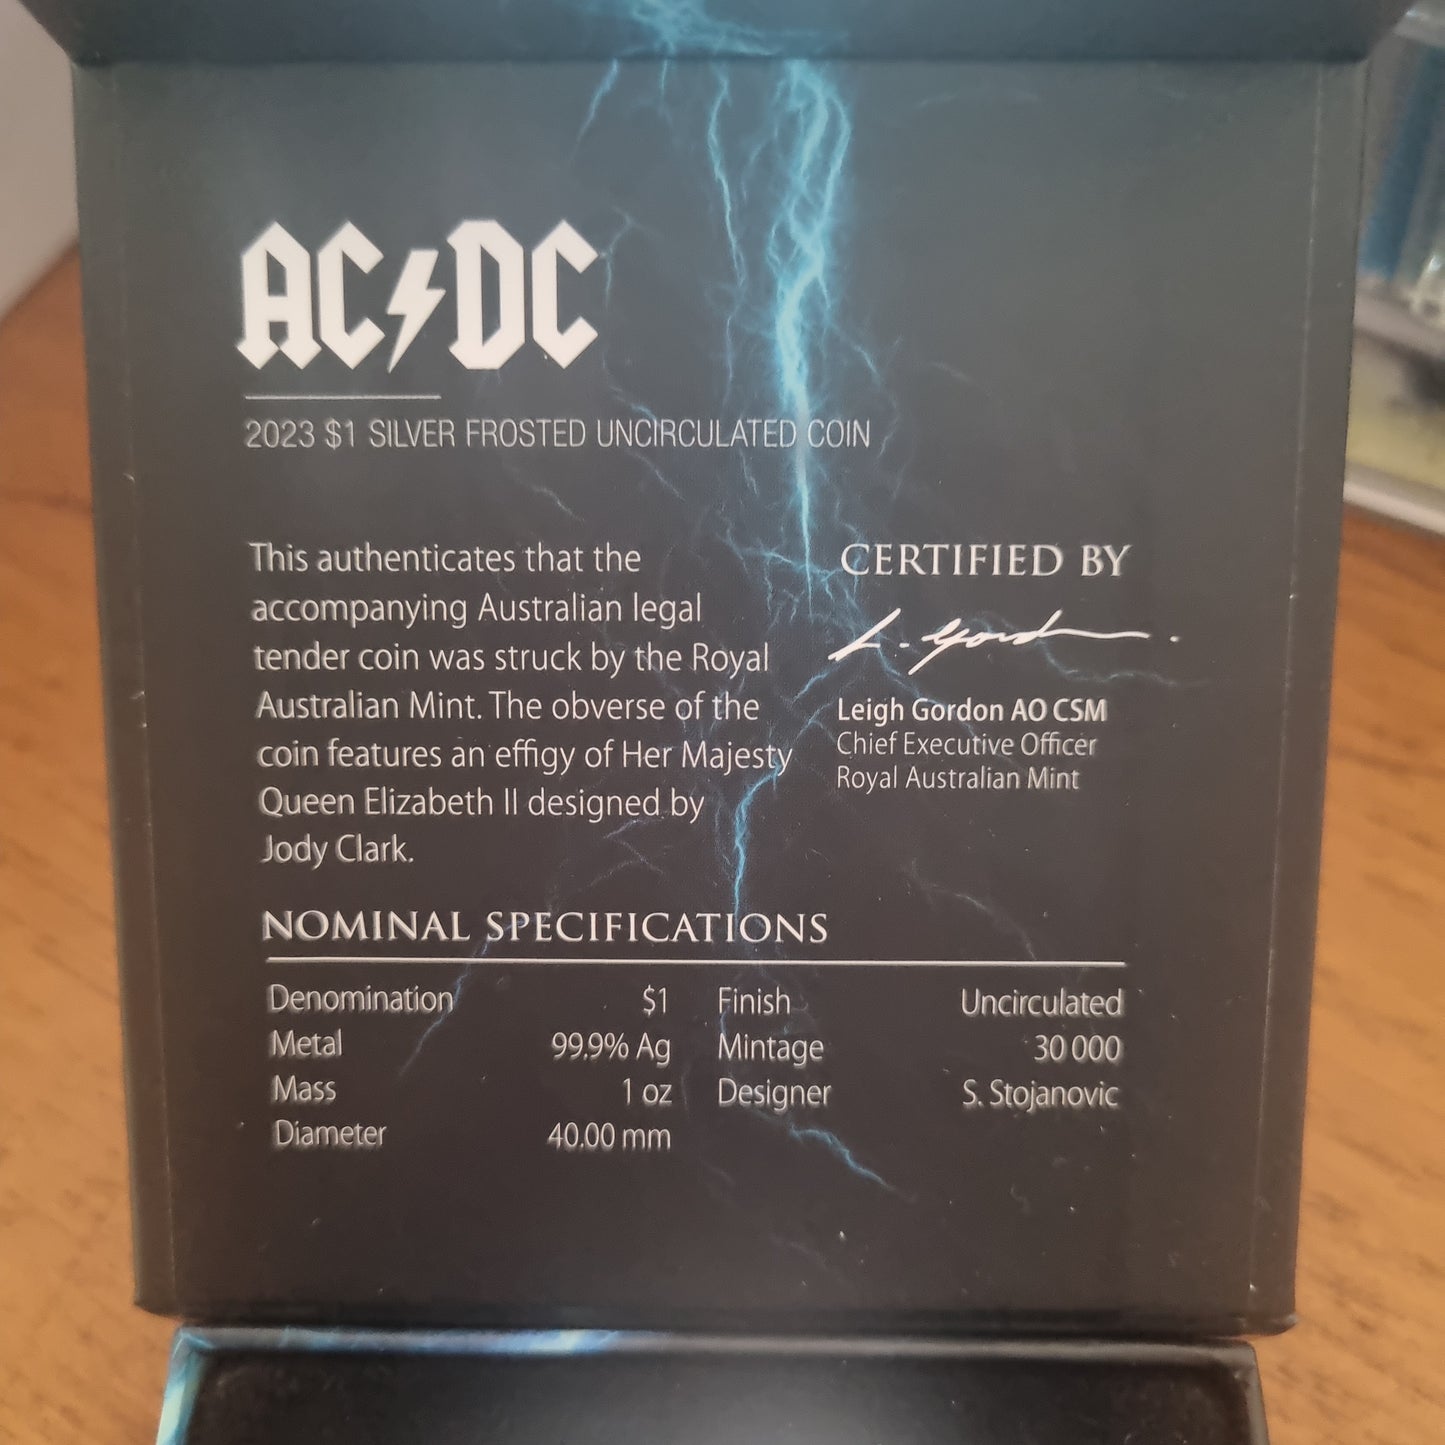 AC⚡DC
2023 $1 SILVER FROSTED UNCIRCULATED COIN
This authenticates that the
accompanying Australian legal
tender coin was struck by the Royal
Australian Mint. The obverse of the
coin features an effigy of Her Majesty
Queen Elizabeth II designed by
Jody Clark.
CERTIFIED BY
L. Gordon.
Leigh Gordon AO CSM
Chief Executive Officer
Royal Australian Mint
NOMINAL SPECIFICATIONS
Denomination $1 Finish Uncirculated
Metal 99.9% Ag Mintage 30 000
Mass 1 oz Designer S. Stojanovic
Diameter 40.00 mm